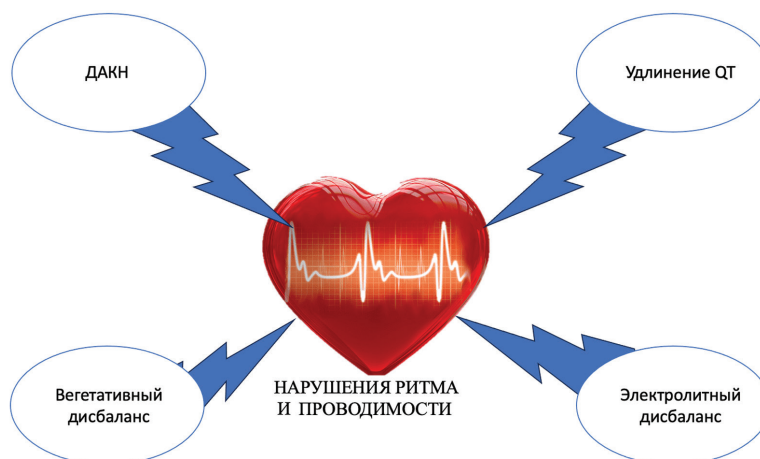 ДАКН
Удлинение QT
Вегетативный
дисбаланс
НАРУШЕНИЯ РИТМА
И ПРОВОДИМОСТИ
Электролитный
дисбаланс